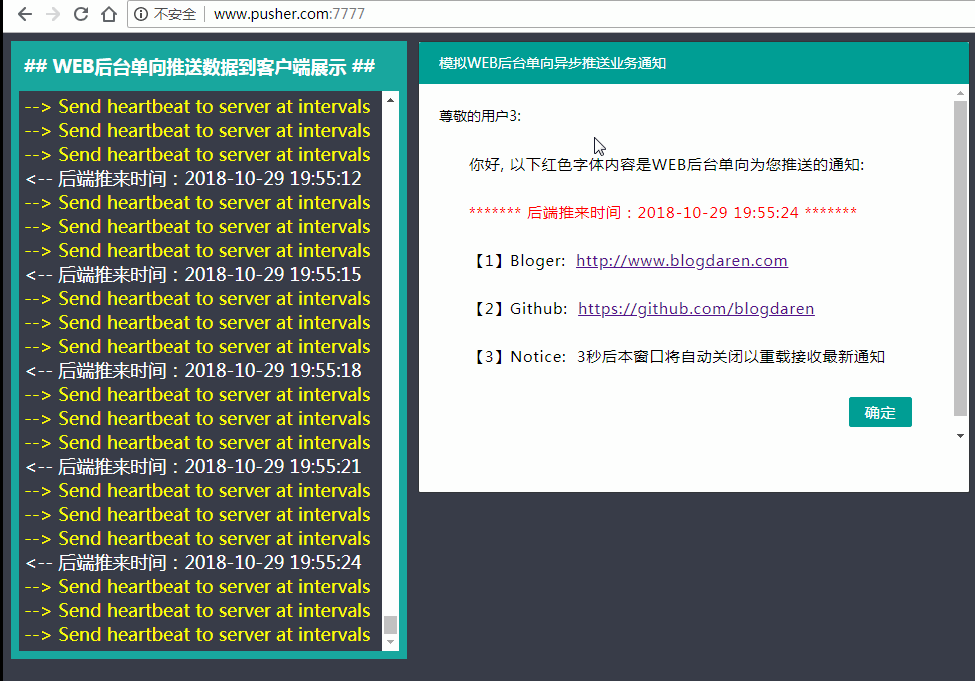 不安全 www.pusher.com:7777
## WEB后台单向推送数据到客户端展示 ##
--> Send heartbeat to server at intervals
--> Send heartbeat to server at intervals
--> Send heartbeat to server at intervals
<-- 后端推来时间：2018-10-29 19:55:12
--> Send heartbeat to server at intervals
--> Send heartbeat to server at intervals
--> Send heartbeat to server at intervals
<-- 后端推来时间：2018-10-29 19:55:15
--> Send heartbeat to server at intervals
--> Send heartbeat to server at intervals
--> Send heartbeat to server at intervals
<-- 后端推来时间：2018-10-29 19:55:18
--> Send heartbeat to server at intervals
--> Send heartbeat to server at intervals
--> Send heartbeat to server at intervals
<-- 后端推来时间：2018-10-29 19:55:21
--> Send heartbeat to server at intervals
--> Send heartbeat to server at intervals
--> Send heartbeat to server at intervals
<-- 后端推来时间：2018-10-29 19:55:24
--> Send heartbeat to server at intervals
--> Send heartbeat to server at intervals
--> Send heartbeat to server at intervals
模拟WEB后台单向异步推送业务通知
尊敬的用户3:
你好, 以下红色字体内容是WEB后台单向为您推送的通知:
******* 后端推来时间：2018-10-29 19:55:24 *******
【1】Bloger: http://www.blogdaren.com
【2】Github: https://github.com/blogdaren
【3】Notice: 3秒后本窗口将自动关闭以重载接收最新通知
确定